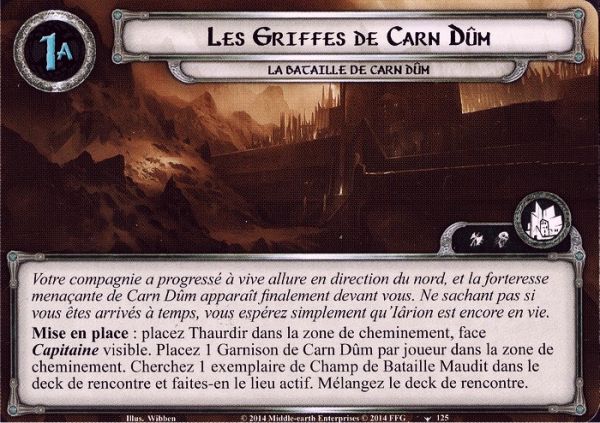 1A
Les Griffes de Carn Dûm
La Bataille de Carn Dûm
Votre compagnie a progressé à vive allure en direction du nord, et la forteresse
menaçante de Carn Dûm apparaît finalement devant vous. Ne sachant pas si
vous êtes arrivés à temps, vous espérez simplement qu'Iârion est encore en vie.
Mise en place : placez Thaurdir dans la zone de cheminement, face
Capitaine visible. Placez 1 Garnison de Carn Dûm par joueur dans la zone de
cheminement. Cherchez 1 exemplaire de Champ de Bataille Maudit dans le
deck de rencontre et faites-en le lieu actif. Mélangez le deck de rencontre.
Illus. Wibben © 2014 Middle-earth Enterprises © 2014 FFG 125